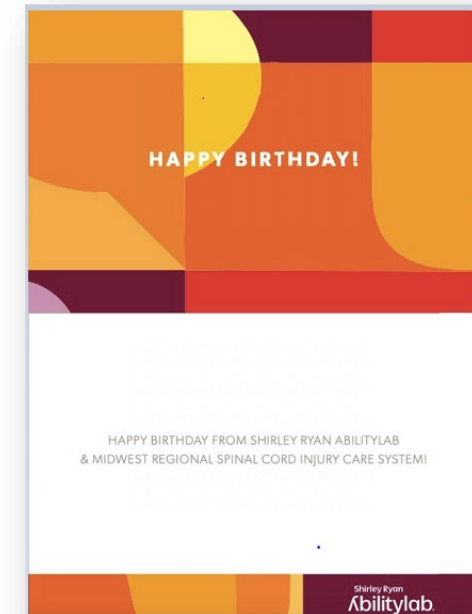 HAPPY BIRTHDAY!
HAPPY BIRTHDAY FROM SHIRLEY RYAN ABILITYLAB
& MIDWEST REGIONAL SPINAL CORD INJURY CARE SYSTEM!
Shirley Ryan
Abilitylab